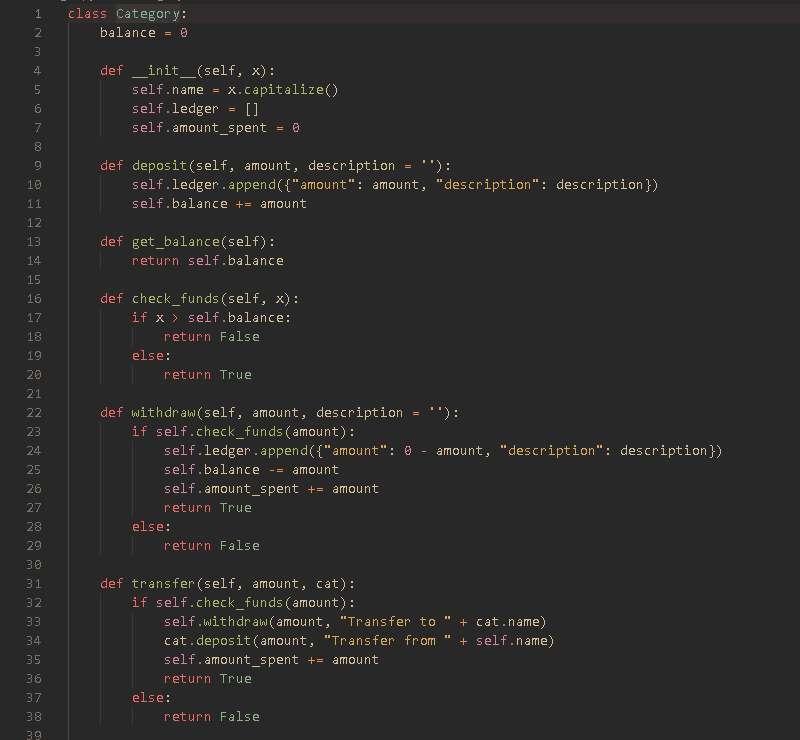 1 class Category:
2     balance = 0
3
4     def __init__(self, x):
5         self.name = x.capitalize()
6         self.ledger = []
7         self.amount_spent = 0
8
9     def deposit(self, amount, description = ''):
10         self.ledger.append({"amount": amount, "description": description})
11         self.balance += amount
12
13     def get_balance(self):
14         return self.balance
15
16     def check_funds(self, x):
17         if x > self.balance:
18             return False
19         else:
20             return True
21
22     def withdraw(self, amount, description = ''):
23         if self.check_funds(amount):
24             self.ledger.append({"amount": 0 - amount, "description": description})
25             self.balance -= amount
26             self.amount_spent += amount
27             return True
28         else:
29             return False
30
31     def transfer(self, amount, cat):
32         if self.check_funds(amount):
33             self.withdraw(amount, "Transfer to " + cat.name)
34             cat.deposit(amount, "Transfer from " + self.name)
35             self.amount_spent += amount
36             return True
37         else:
38             return False
39